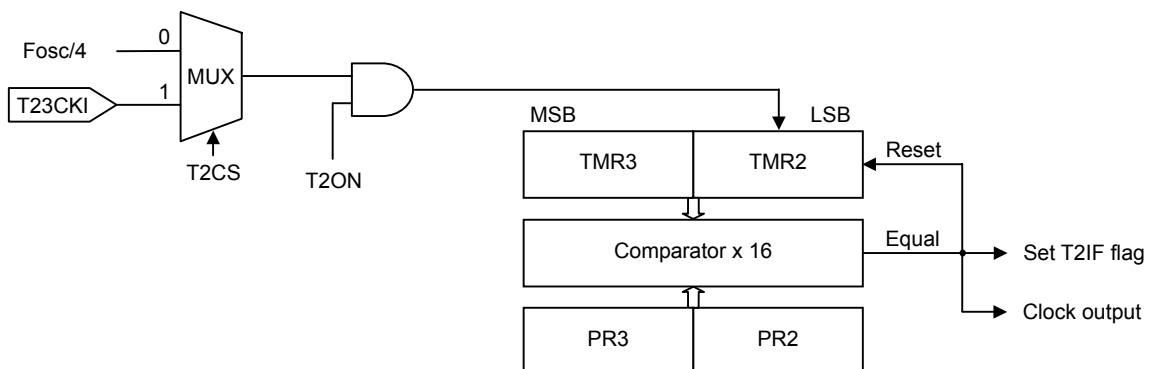 Fosc/4
0
T23CKI
1
MUX
T2CS
T2ON
MSB
LSB
TMR3
TMR2
Reset
Comparator x 16
Equal
Set T2IF flag
Clock output
PR3
PR2